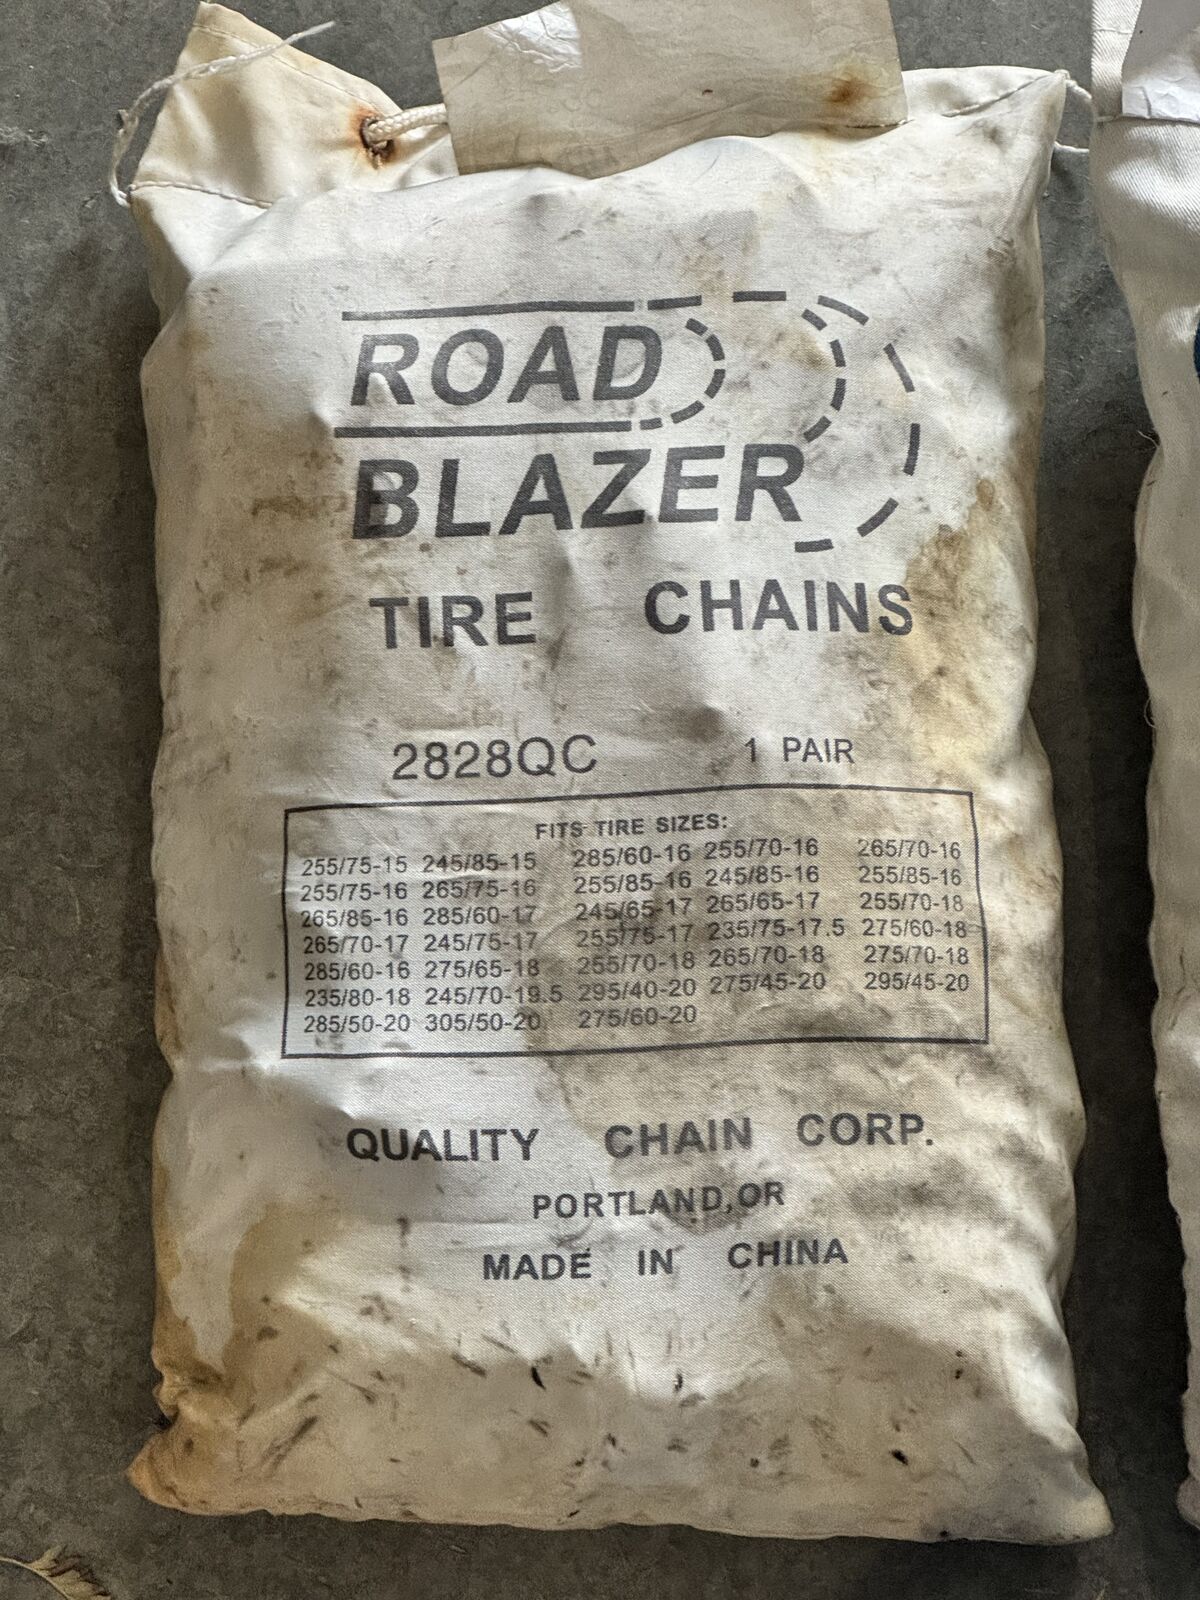 ROAD
BLAZER
TIRE CHAINS
2828QC 1 PAIR
FITS TIRE SIZES:
255/75-15 245/85-15 285/60-16 255/70-16 265/70-16
255/75-16 265/75-16 255/85-16 245/85-16 255/85-16
265/85-16 285/60-17 245/65-17 265/65-17 255/70-18
265/70-17 245/75-17 255/75-17 235/75-17.5 275/60-18
285/60-16 275/65-18 255/70-18 265/70-18 275/70-18
235/80-18 245/70-19.5 295/40-20 275/45-20 295/45-20
285/50-20 305/50-20 275/60-20
QUALITY CHAIN CORP.
PORTLAND,OR
MADE IN CHINA